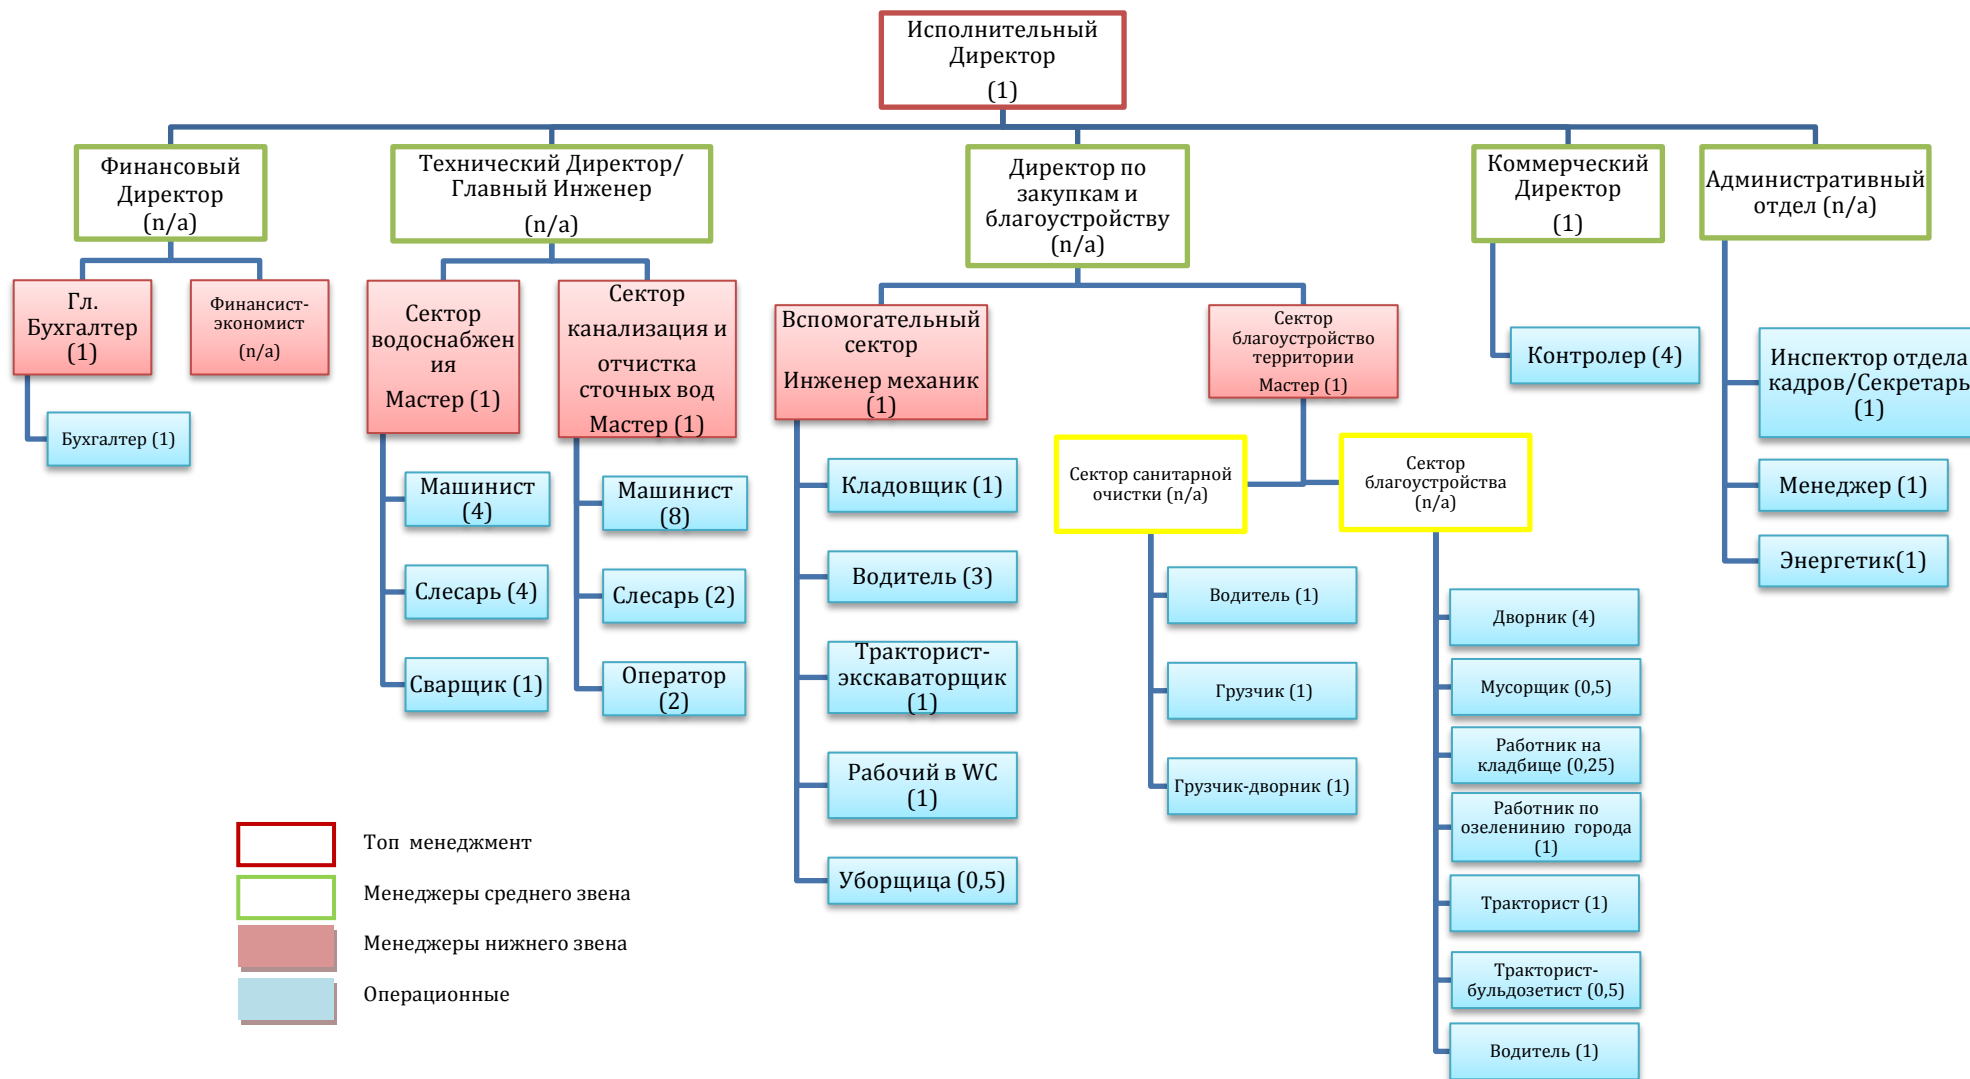 Исполнительный
Директор
(1)
Финансовый
Директор
(n/a)
Технический Директор/
Главный Инженер
(n/a)
Директор по
закупкам и
благоустройству
(n/a)
Коммерческий
Директор
(1)
Административный
отдел (n/a)
Гл.
Бухгалтер
(1)
Финансист-
экономист
(n/a)
Бухгалтер (1)
Сектор
водоснабжен
ия
Мастер (1)
Машинист
(4)
Слесарь (4)
Сварщик (1)
Сектор
канализация и
отчистка
сточных вод
Мастер (1)
Машинист
(8)
Слесарь (2)
Оператор
(2)
Вспомогательный
сектор
Инженер механик
(1)
Кладовщик (1)
Водитель (3)
Тракторист-
экскаваторщик
(1)
Рабочий в WC
(1)
Уборщица (0,5)
Сектор
благоустройство
территории
Мастер (1)
Сектор санитарной
очистки (n/a)
Водитель (1)
Грузчик (1)
Грузчик-дворник (1)
Сектор
благоустройства
(n/a)
Дворник (4)
Мусорщик (0,5)
Работник на
кладбище (0,25)
Работник по
озелинию города
(1)
Тракторист (1)
Тракторист-
бульдозетист (0,5)
Водитель (1)
Контролер (4)
Инспектор отдела
кадров/Секретарь
(1)
Менеджер (1)
Энергетик(1)
Топ менеджмент
Менеджеры среднего звена
Менеджеры нижнего звена
Операционные